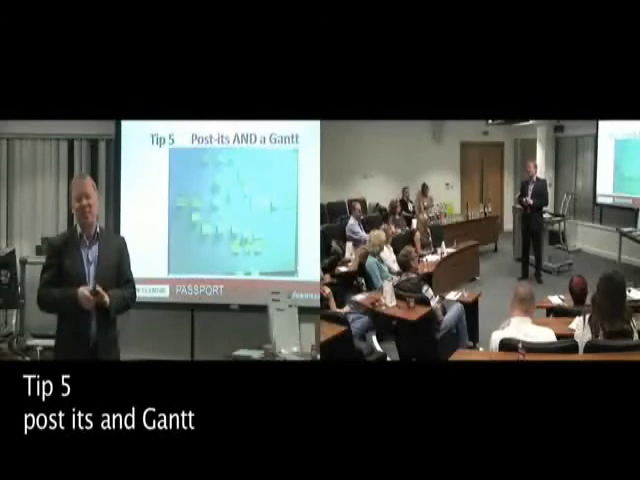 Tip 5 Post-its AND a Gantt
PASSPORT
Tip 5
post its and Gantt